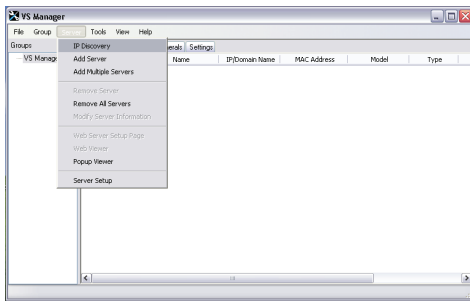 VS Manager
File Group Server Tools View Help
Groups
IP Discovery
erals Settings
VS Manage
Add Server
Name IP/Domain Name MAC Address Model Type
Add Multiple Servers
Remove Server
Remove All Servers
Modify Server Information
Web Server Setup Page
Web Viewer
Popup Viewer
Server Setup